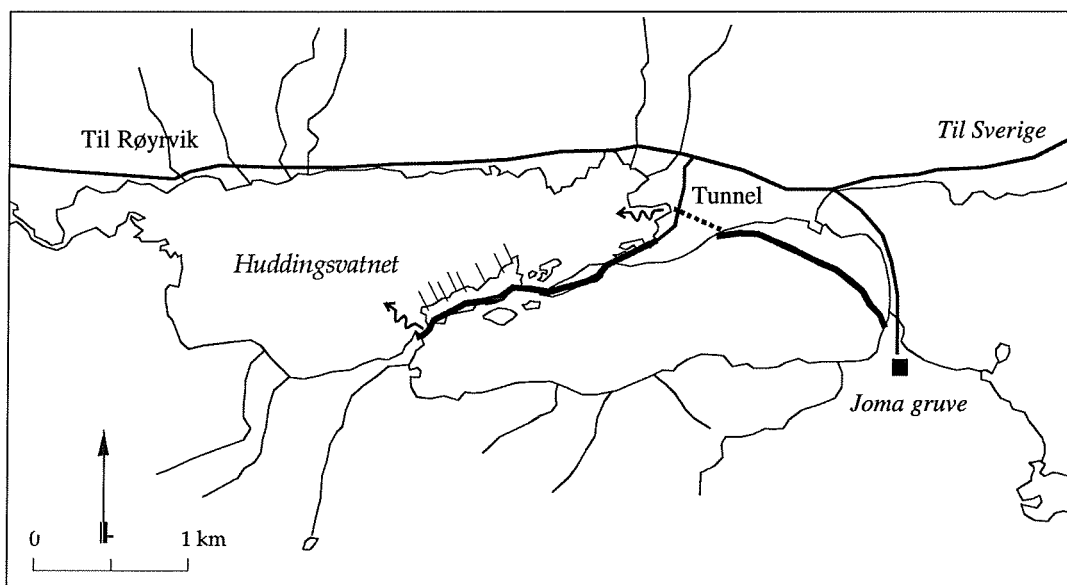 Til Røyrvik
Til Sverige
Tunnel
Huddingsvatnet
Joma gruve
0 1 km